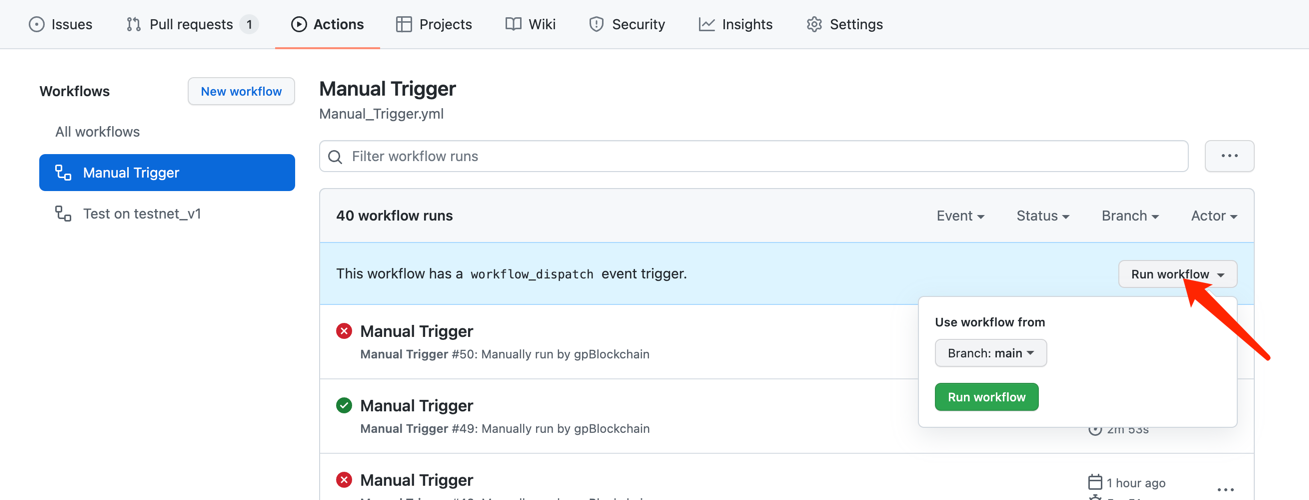 Issues Pull requests 1 Actions Projects Wiki Security Insights Settings
Workflows New workflow
All workflows
Manual Trigger
Test on testnet_v1
Manual Trigger
Manual_Trigger.yml
Filter workflow runs
40 workflow runs Event Status Branch Actor
This workflow has a workflow_dispatch event trigger. Run workflow
Use workflow from
Branch: main
Run workflow
Manual Trigger
Manual Trigger #50: Manually run by gpBlockchain
Manual Trigger
Manual Trigger #49: Manually run by gpBlockchain
2m 53s
Manual Trigger
1 hour ago